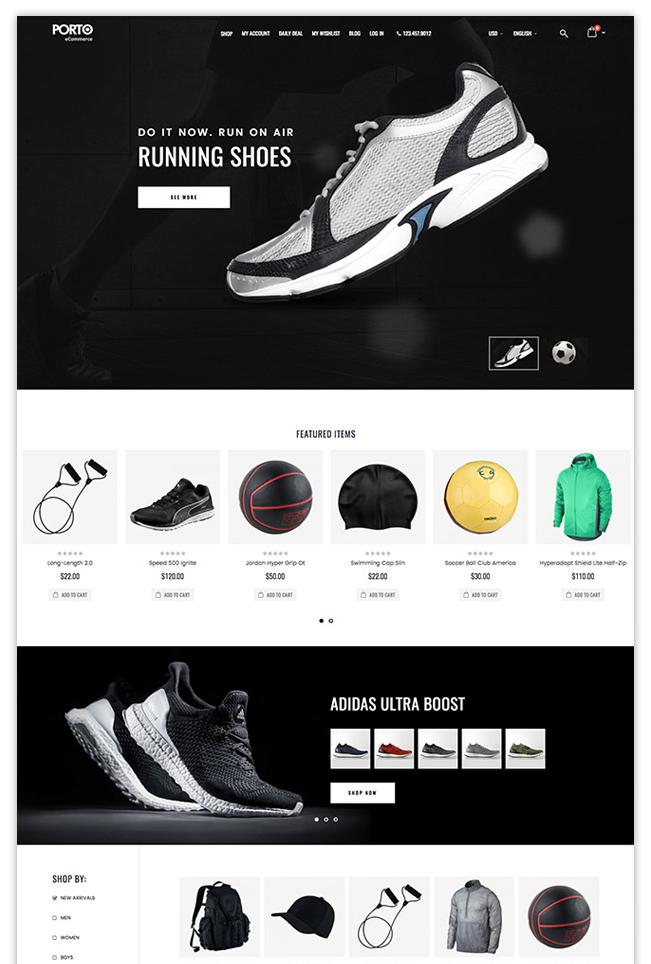 PORTO
eCommerce
SHOP MY ACCOUNT DAILY DEAL MY WISHLIST BLOG LOG IN 123.457.9012 USD ENGLISH
DO IT NOW. RUN ON AIR
RUNNING SHOES
SEE MORE
FEATURED ITEMS
Long-Length 2.0 Speed 500 Ignite Jordan Hyper Grip Ot Swimming Cap Slin Soccer Ball Club America Hyperadapt Shield Lite Half-Zip
$22.00 $120.00 $50.00 $22.00 $30.00 $110.00
ADD TO CART ADD TO CART ADD TO CART ADD TO CART ADD TO CART ADD TO CART
ADIDAS ULTRA BOOST
SHOP NOW
SHOP BY:
NEW ARRIVALS
MEN
WOMEN
BOYS